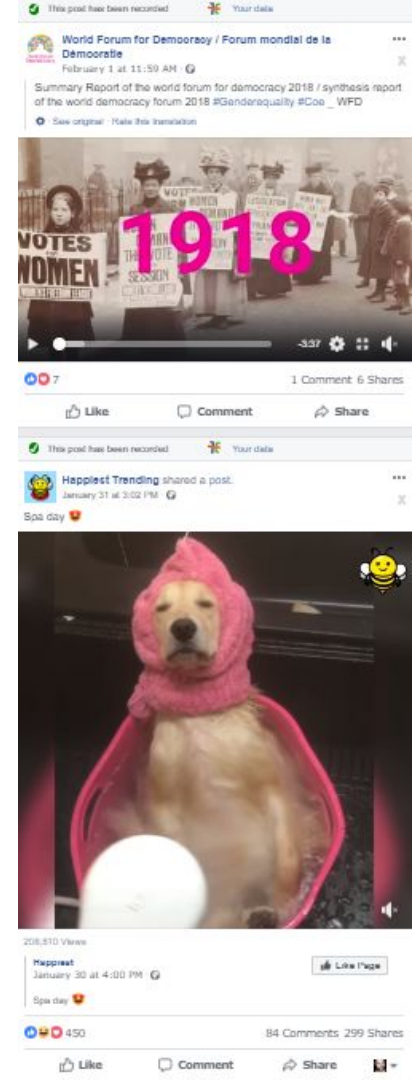 This post has been recorded Your data
World Forum for Democracy / Forum mondial de la
Démocratie
February 1 at 11:59 AM
Summary Report of the world forum for democracy 2018 / synthesis report
of the world democracy forum 2018 #Genderequality #Coe _ WFD
See original · Rate this translation
VOTES FOR WOMEN
1918
VOTES
WOMEN
SESSION
-3:37
7 1 Comment 6 Shares
Like Comment Share
This post has been recorded Your data
Happiest Trending shared a post.
January 31 at 3:02 PM
Spa day
208,810 Views
Happiest
January 30 at 4:00 PM
Like Page
Spa day
450 84 Comments 299 Shares
Like Comment Share